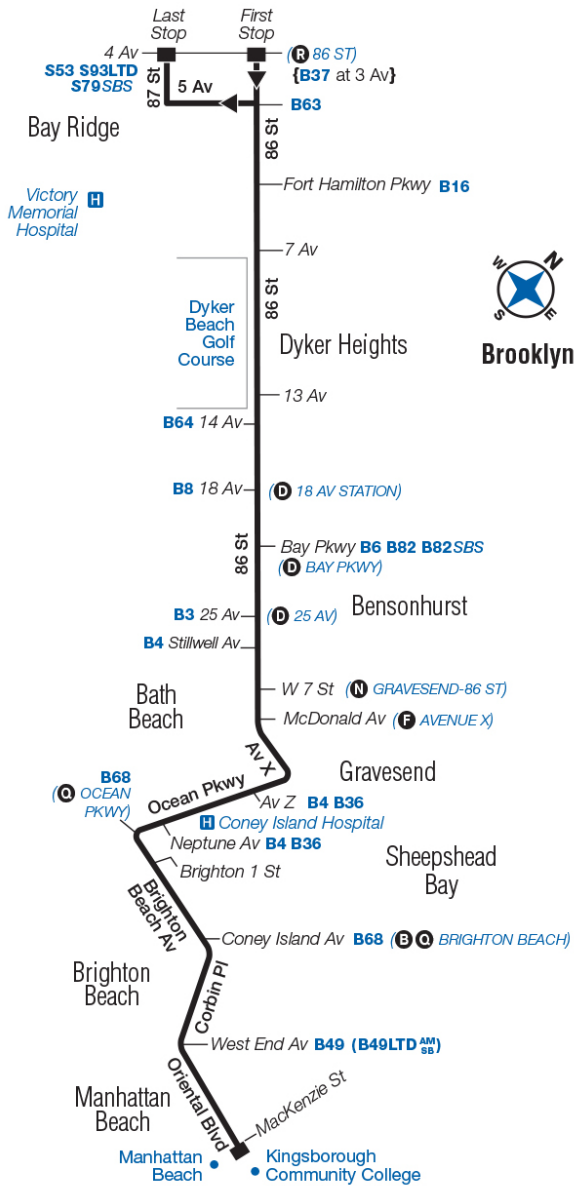 Last
Stop
First
Stop
4 Av
(R 86 ST)
{B37 at 3 Av}
S53 S93LTD
S79SBS
87 St
5 Av
B63
Bay Ridge
86 St
Fort Hamilton Pkwy B16
Victory
Memorial
Hospital
H
7 Av
86 St
Dyker
Beach
Golf
Course
Dyker Heights
N
W
E
S
Brooklyn
13 Av
B64 14 Av
B8 18 Av
(D 18 AV STATION)
86 St
Bay Pkwy B6 B82 B82SBS
(D BAY PKWY)
B3 25 Av
(D 25 AV)
Bensonhurst
B4 Stillwell Av
W 7 St (N GRAVESEND-86 ST)
Bath
Beach
McDonald Av (F AVENUE X)
Av X
Gravesend
B68
(Q OCEAN
PKWY)
Ocean Pkwy
Av Z B4 B36
H Coney Island Hospital
Neptune Av B4 B36
Sheepshead
Bay
Brighton 1 St
Brighton
Beach Av
Coney Island Av B68 (B Q BRIGHTON BEACH)
Brighton
Beach
Corbin Pl
West End Av B49 (B49LTD AM SB)
Oriental Blvd
Manhattan
Beach
MacKenzie St
Manhattan
Beach
Kingsborough
Community College